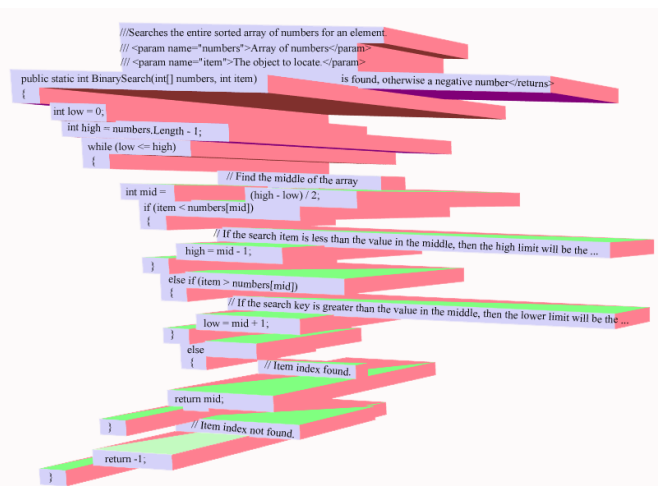 ///Searches the entire sorted array of numbers for an element.
/// <param name="numbers">Array of numbers</param>
/// <param name="item">The object to locate.</param>
is found, otherwise a negative number</returns>
public static int BinarySearch(int[] numbers, int item)
{
int low = 0;
int high = numbers.Length - 1;
while (low <= high)
{
// Find the middle of the array
int mid = (high - low) / 2;
if (item < numbers[mid])
{
// If the search item is less than the value in the middle, then the high limit will be the ...
high = mid - 1;
}
else if (item > numbers[mid])
{
// If the search key is greater than the value in the middle, then the lower limit will be the ...
low = mid + 1;
}
else
{
// Item index found.
return mid;
}
// Item index not found.
return -1;
}